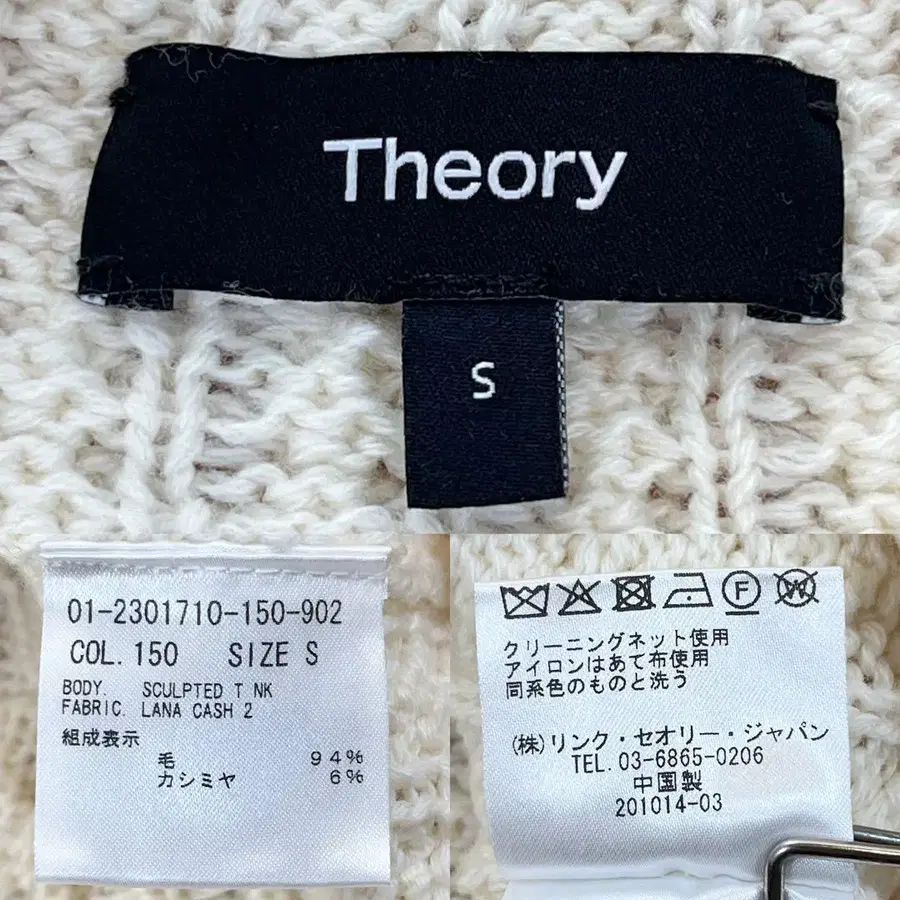 Theory
S
01-2301710-150-902
COL. 150 SIZE S
BODY. SCULPTED T NK
FABRIC. LANA CASH 2
組成表示
毛 94%
カシミヤ 6%
F W
クリーニングネット使用
アイロンはあて布使用
同系色のものと洗う
(株)リンク・セオリー・ジャパン
TEL. 03-6865-0206
中国製
201014-03